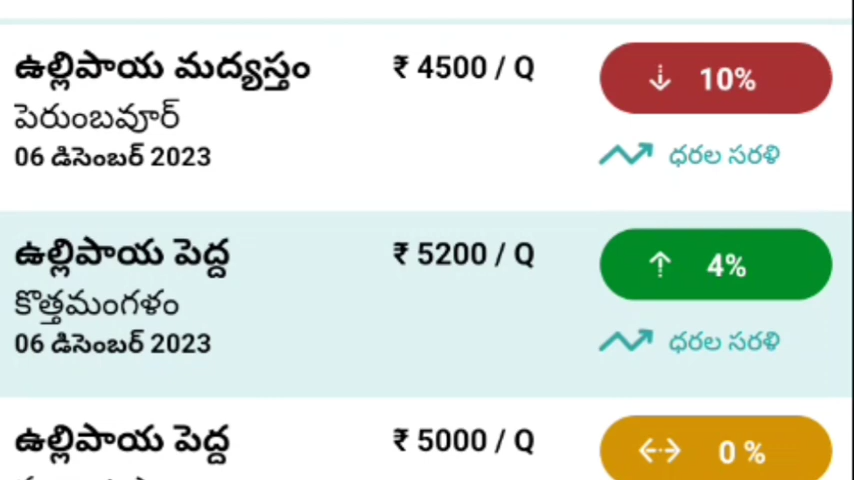 ఉల్లిపాయ మద్యస్తం ₹ 4500 / Q 10%
పెరుంబవూర్
06 డిసెంబర్ 2023 ధరల సరళి
ఉల్లిపాయ పెద్ద ₹ 5200 / Q 4%
కొత్తమంగళం
06 డిసెంబర్ 2023 ధరల సరళి
ఉల్లిపాయ పెద్ద ₹ 5000 / Q 0 %